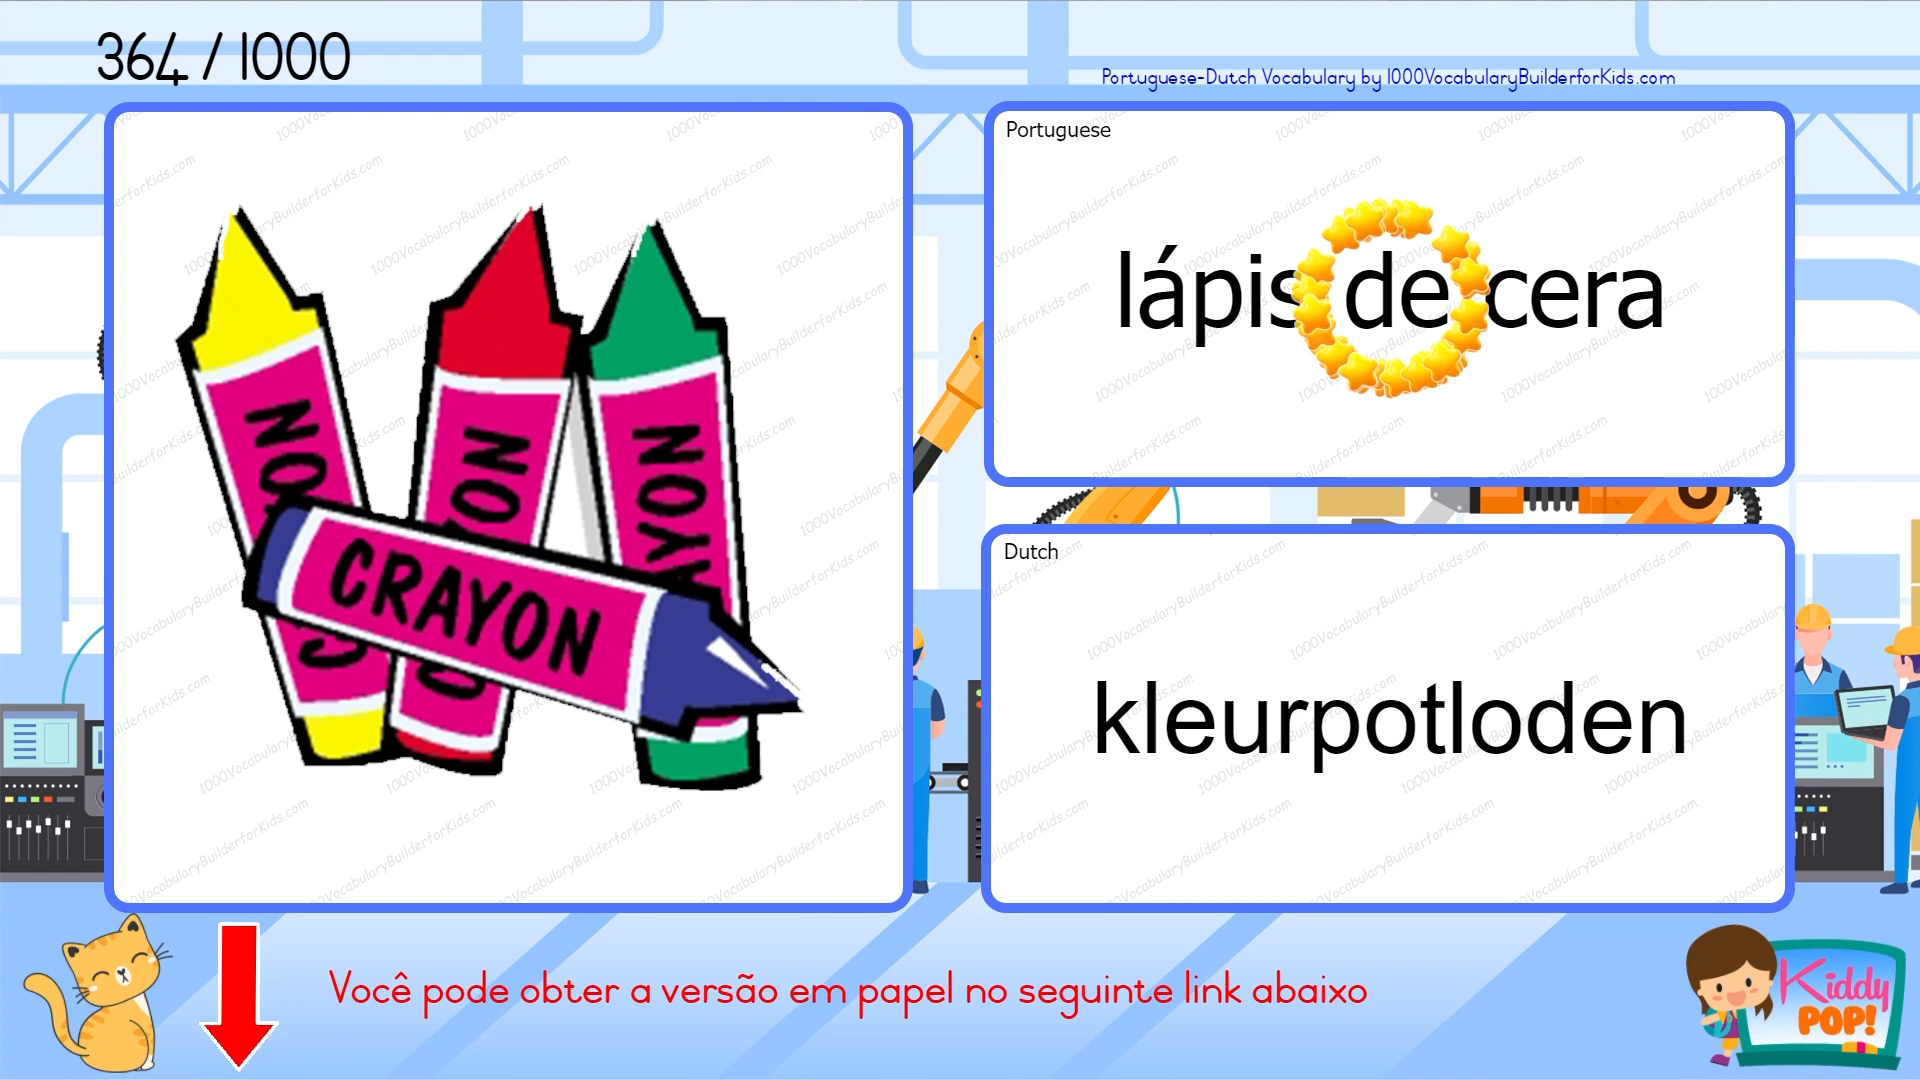 364 / 1000
Portuguese-Dutch Vocabulary by 1000VocabularyBuilderforKids.com
CRAYON
Portuguese
lápis de cera
Dutch
kleurpotloden
Você pode obter a versão em papel no seguinte link abaixo
Kiddy
POP!